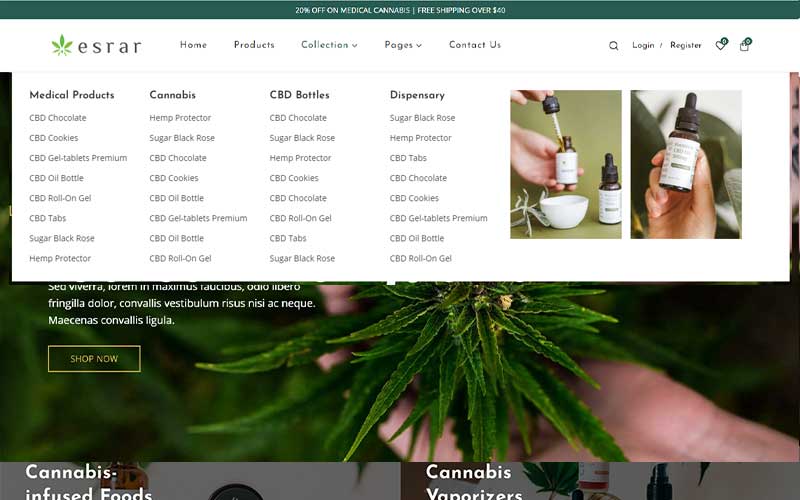 20% OFF ON MEDICAL CANNABIS | FREE SHIPPING OVER $40
esrar
Home
Products
Collection
Pages
Contact Us
Login / Register
0
0
Medical Products
CBD Chocolate
CBD Cookies
CBD Gel-tablets Premium
CBD Oil Bottle
CBD Roll-On Gel
CBD Tabs
Sugar Black Rose
Hemp Protector
Cannabis
Hemp Protector
Sugar Black Rose
CBD Chocolate
CBD Cookies
CBD Oil Bottle
CBD Gel-tablets Premium
CBD Oil Bottle
CBD Roll-On Gel
CBD Bottles
CBD Chocolate
Sugar Black Rose
Hemp Protector
CBD Cookies
CBD Chocolate
CBD Roll-On Gel
CBD Tabs
Sugar Black Rose
Dispensary
Sugar Black Rose
Hemp Protector
CBD Tabs
CBD Chocolate
CBD Cookies
CBD Gel-tablets Premium
CBD Oil Bottle
CBD Roll-On Gel
Sed viverra, lorem in maximus faucibus, odio libero
fringilla dolor, convallis vestibulum risus nisi ac neque.
Maecenas convallis ligula.
SHOP NOW
Cannabis-
infused Foods
Cannabis
Vaporizers